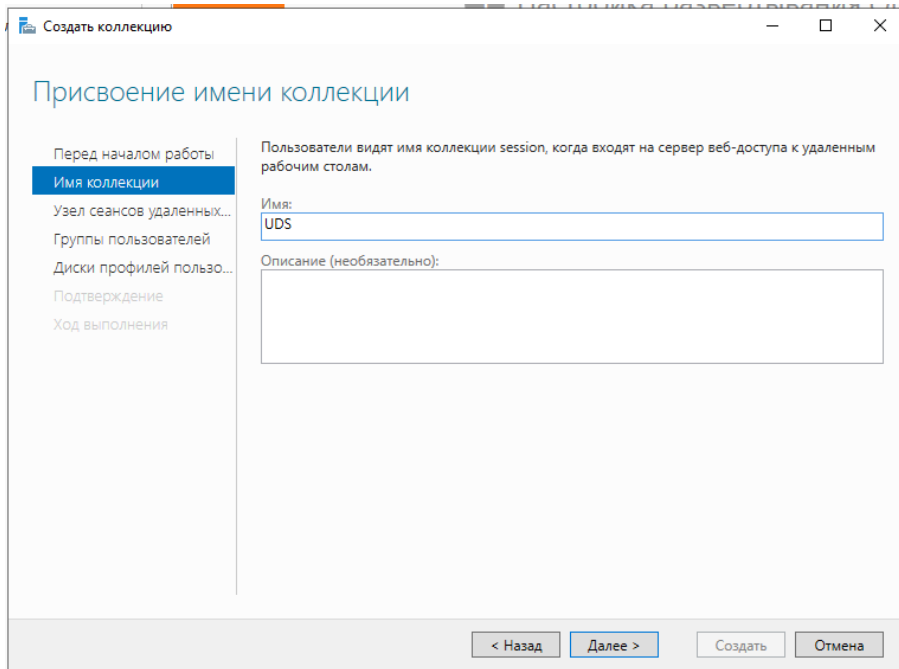 Создать коллекцию
Присвоение имени коллекции
Перед началом работы
Имя коллекции
Узел сеансов удаленных...
Группы пользователей
Диски профилей пользо...
Подтверждение
Ход выполнения
Пользователи видят имя коллекции session, когда входят на сервер веб-доступа к удаленным
рабочим столам.
Имя:
UDS
Описание (необязательно):
< Назад
Далее >
Создать
Отмена